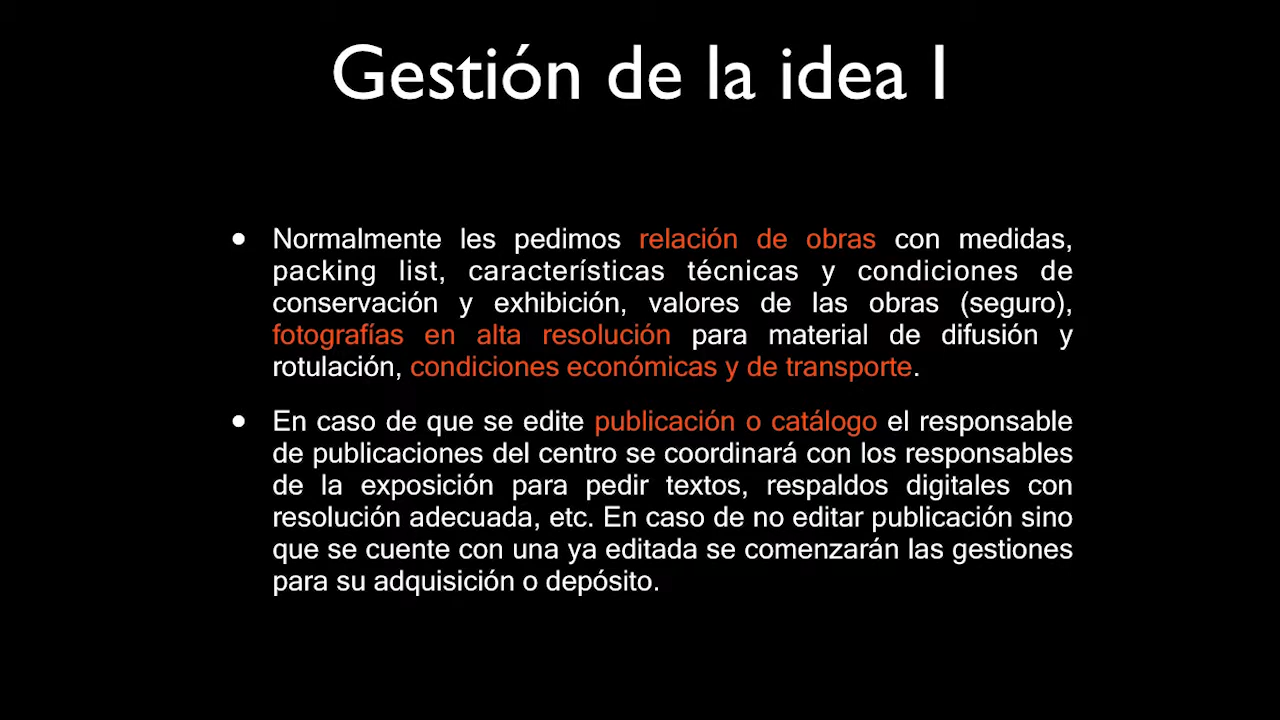 Gestión de la idea I
• Normalmente les pedimos relación de obras con medidas,
packing list, características técnicas y condiciones de
conservación y exhibición, valores de las obras (seguro),
fotografías en alta resolución para material de difusión y
rotulación, condiciones económicas y de transporte.
• En caso de que se edite publicación o catálogo el responsable
de publicaciones del centro se coordinará con los responsables
de la exposición para pedir textos, respaldos digitales con
resolución adecuada, etc. En caso de no editar publicación sino
que se cuente con una ya editada se comenzarán las gestiones
para su adquisición o depósito.